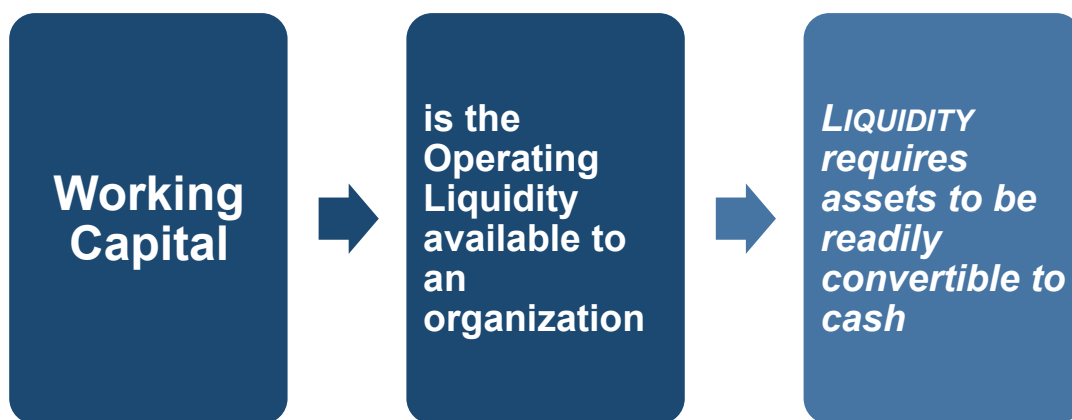 Working
Capital
is the
Operating
Liquidity
available to
an
organization
LIQUIDITY
requires
assets to be
readily
convertible to
cash